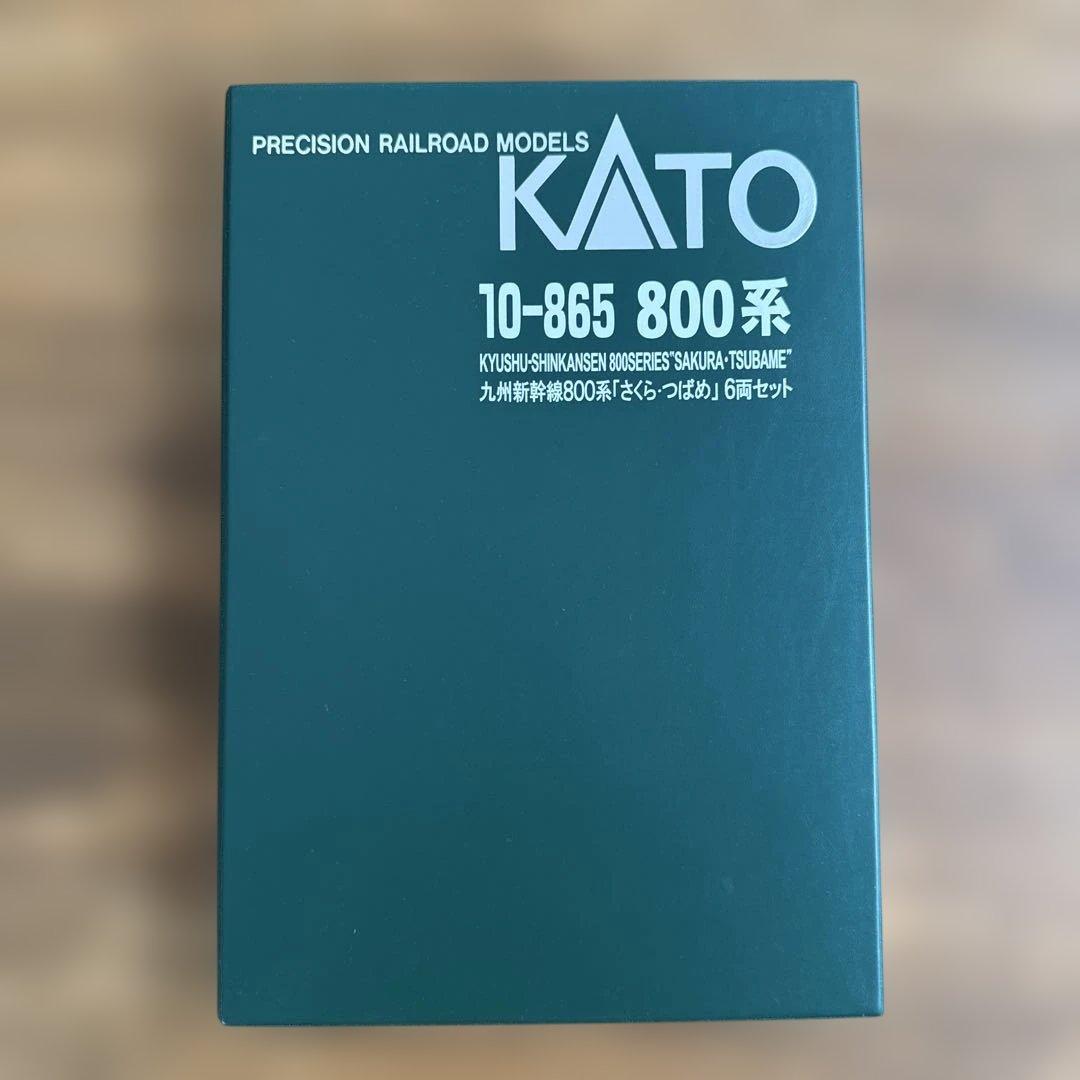 PRECISION RAILROAD MODELS
KATO
10-865 800系
KYUSHU-SHINKANSEN 800SERIES"SAKURA・TSUBAME"
九州新幹線800系「さくら・つばめ」6両セット